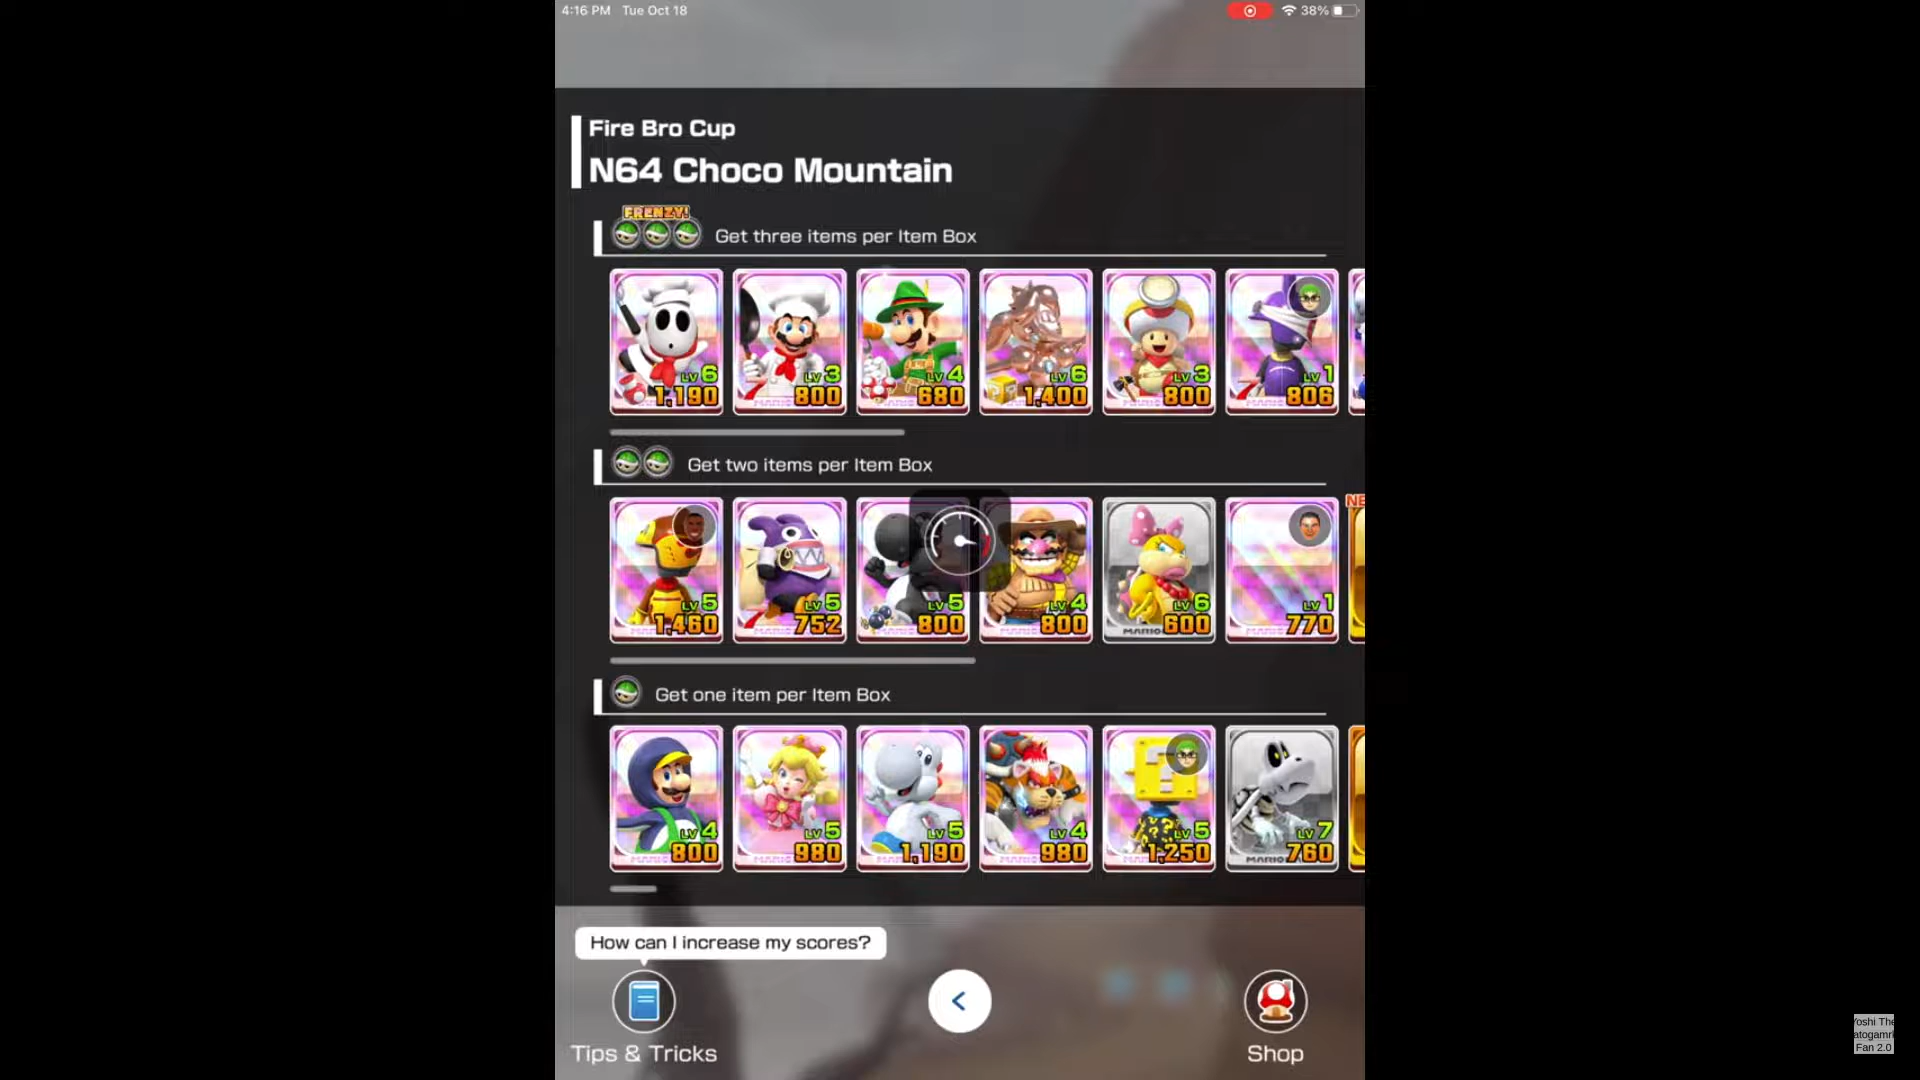 4:16 PM Tue Oct 18
38%
Fire Bro Cup
N64 Choco Mountain
FRENZY!
Get three items per Item Box
LV 6 LV 3 LV 4 LV 6 LV 3 LV 1
1,190 800 680 1,400 800 806
Get two items per Item Box
LV 5 LV 5 LV 5 LV 4 LV 6 LV 1
1,460 752 800 800 600 770
Get one item per Item Box
LV 4 LV 5 LV 5 LV 4 LV 5 LV 7
800 980 1,190 980 1,250 760
How can I increase my scores?
Tips & Tricks
Shop
Yoshi The
Fan 2.0